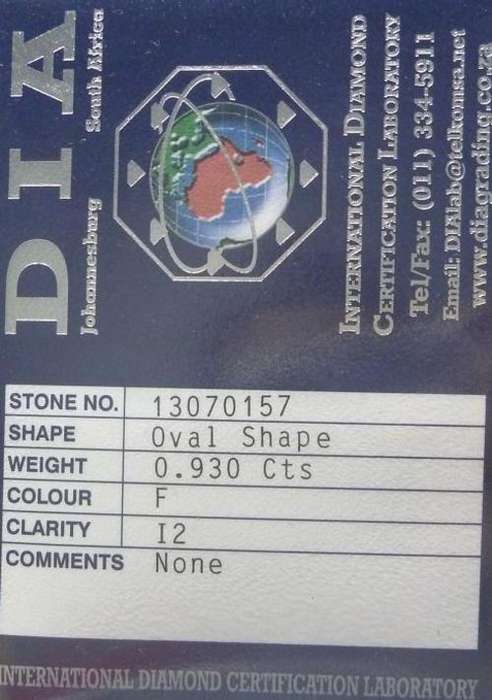 DIA
Johannesburg South Africa
INTERNATIONAL DIAMOND
CERTIFICATION LABORATORY
Tel/Fax: (011) 334-5911
Email: DIAlab@telkomsa.net
www.diagrading.co.za
STONE NO. 13070157
SHAPE Oval Shape
WEIGHT 0.930 Cts
COLOUR F
CLARITY I2
COMMENTS None
INTERNATIONAL DIAMOND CERTIFICATION LABORATORY